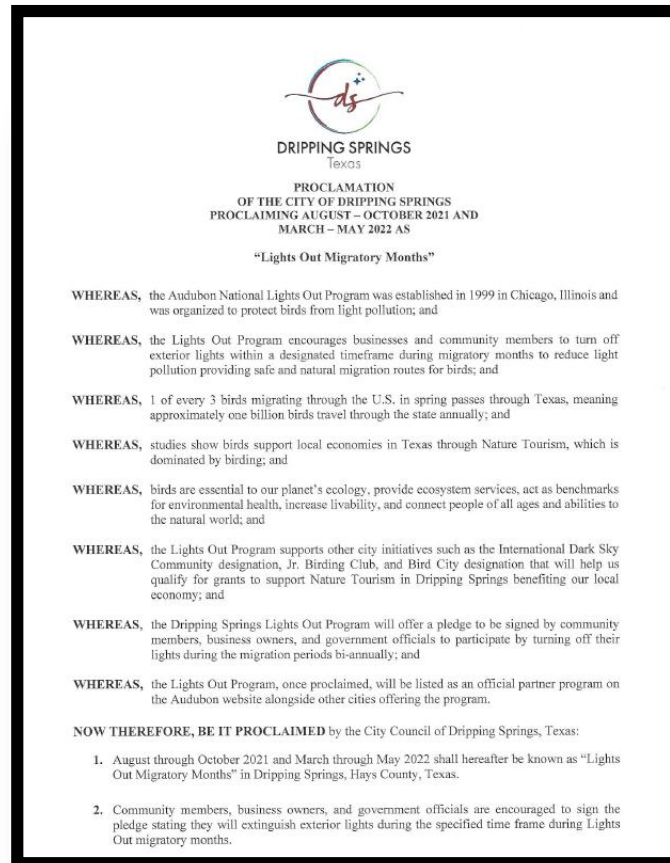 ds
DRIPPING SPRINGS
Texas
PROCLAMATION
OF THE CITY OF DRIPPING SPRINGS
PROCLAIMING AUGUST – OCTOBER 2021 AND
MARCH – MAY 2022 AS
“Lights Out Migratory Months”
WHEREAS, the Audubon National Lights Out Program was established in 1999 in Chicago, Illinois and
was organized to protect birds from light pollution; and
WHEREAS, the Lights Out Program encourages businesses and community members to turn off
exterior lights within a designated timeframe during migratory months to reduce light
pollution providing safe and natural migration routes for birds; and
WHEREAS, 1 of every 3 birds migrating through the U.S. in spring passes through Texas, meaning
approximately one billion birds travel through the state annually; and
WHEREAS, studies show birds support local economies in Texas through Nature Tourism, which is
dominated by birding; and
WHEREAS, birds are essential to our planet’s ecology, provide ecosystem services, act as benchmarks
for environmental health, increase livability, and connect people of all ages and abilities to
the natural world; and
WHEREAS, the Lights Out Program supports other city initiatives such as the International Dark Sky
Community designation, Jr. Birding Club, and Bird City designation that will help us
qualify for grants to support Nature Tourism in Dripping Springs benefiting our local
economy; and
WHEREAS, the Dripping Springs Lights Out Program will offer a pledge to be signed by community
members, business owners, and government officials to participate by turning off their
lights during the migration periods bi-annually; and
WHEREAS, the Lights Out Program, once proclaimed, will be listed as an official partner program on
the Audubon website alongside other cities offering the program.
NOW THEREFORE, BE IT PROCLAIMED by the City Council of Dripping Springs, Texas:
1. August through October 2021 and March through May 2022 shall hereafter be known as “Lights
Out Migratory Months” in Dripping Springs, Hays County, Texas.
2. Community members, business owners, and government officials are encouraged to sign the
pledge stating they will extinguish exterior lights during the specified time frame during Lights
Out migratory months.